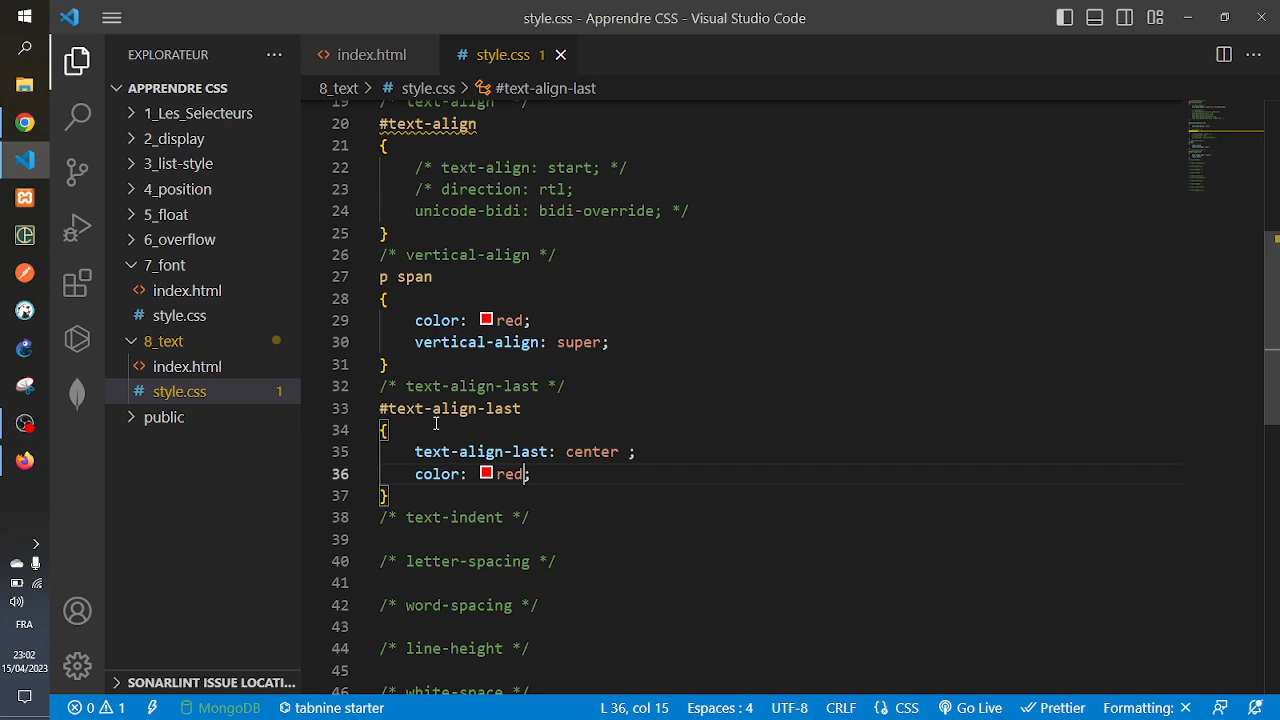 style.css - Apprendre CSS - Visual Studio Code
EXPLORATEUR
index.html
style.css 1
8_text > style.css > #text-align-last
APPRENDRE CSS
1_Les_Selecteurs
2_display
3_list-style
4_position
5_float
6_overflow
7_font
index.html
style.css
8_text
index.html
style.css 1
public
SONARLINT ISSUE LOCATI...
19 /* text-align */
20 #text-align
21 {
22 /* text-align: start; */
23 /* direction: rtl;
24 unicode-bidi: bidi-override; */
25 }
26 /* vertical-align */
27 p span
28 {
29 color: red;
30 vertical-align: super;
31 }
32 /* text-align-last */
33 #text-align-last
34 {
35 text-align-last: center ;
36 color: red;
37 }
38 /* text-indent */
39
40 /* letter-spacing */
41
42 /* word-spacing */
43
44 /* line-height */
45
46 /* white-space */
FRA
23:02
15/04/2023
0 1 MongoDB tabnine starter L 36, col 15 Espaces : 4 UTF-8 CRLF CSS Go Live Prettier Formatting: ×